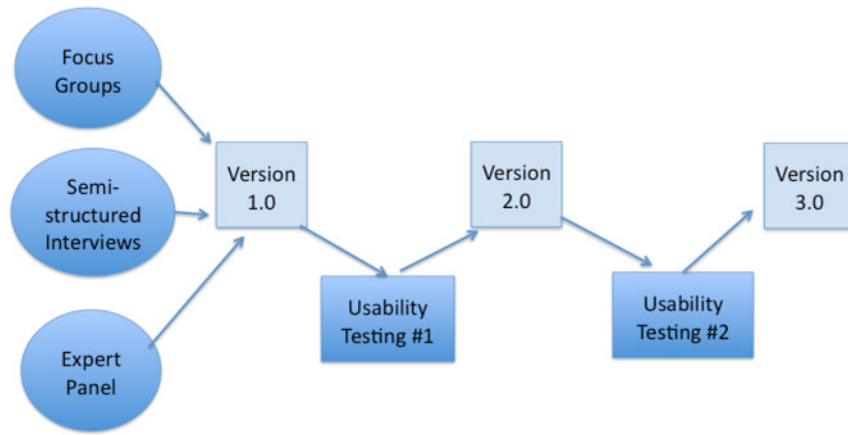 Focus
Groups
Semi-
structured
Interviews
Expert
Panel
Version
1.0
Usability
Testing #1
Version
2.0
Usability
Testing #2
Version
3.0